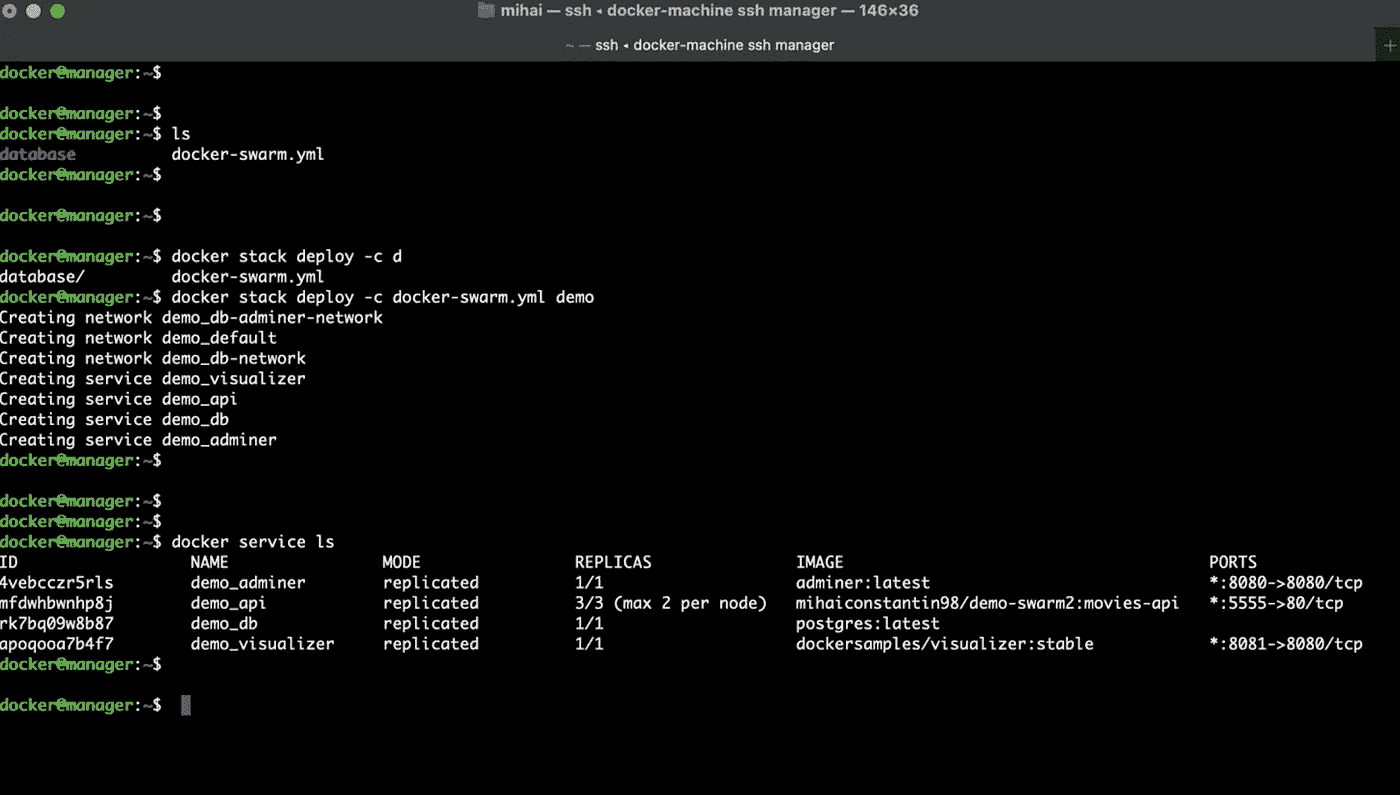 mihai — ssh ◂ docker-machine ssh manager — 146×36
~ — ssh ◂ docker-machine ssh manager
+
docker@manager:~$
docker@manager:~$
docker@manager:~$ ls
database docker-swarm.yml
docker@manager:~$
docker@manager:~$
docker@manager:~$ docker stack deploy -c d
database/ docker-swarm.yml
docker@manager:~$ docker stack deploy -c docker-swarm.yml demo
Creating network demo_db-adminer-network
Creating network demo_default
Creating network demo_db-network
Creating service demo_visualizer
Creating service demo_api
Creating service demo_db
Creating service demo_adminer
docker@manager:~$
docker@manager:~$
docker@manager:~$
docker@manager:~$ docker service ls
ID NAME MODE REPLICAS IMAGE PORTS
4vebcczr5rls demo_adminer replicated 1/1 adminer:latest *:8080->8080/tcp
mfdwhbwnhp8j demo_api replicated 3/3 (max 2 per node) mihaiconstantin98/demo-swarm2:movies-api *:5555->80/tcp
rk7bq09w8b87 demo_db replicated 1/1 postgres:latest
apoqooa7b4f7 demo_visualizer replicated 1/1 dockersamples/visualizer:stable *:8081->8080/tcp
docker@manager:~$
docker@manager:~$